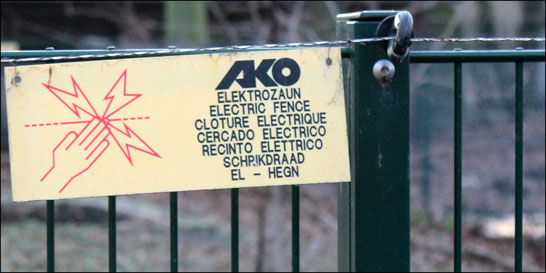 AKO
ELEKTROZAUN
ELECTRIC FENCE
CLOTURE ELECTRIQUE
CERCADO ELECTRICO
RECINTO ELETTRICO
SCHRIKDRAAD
EL - HEGN